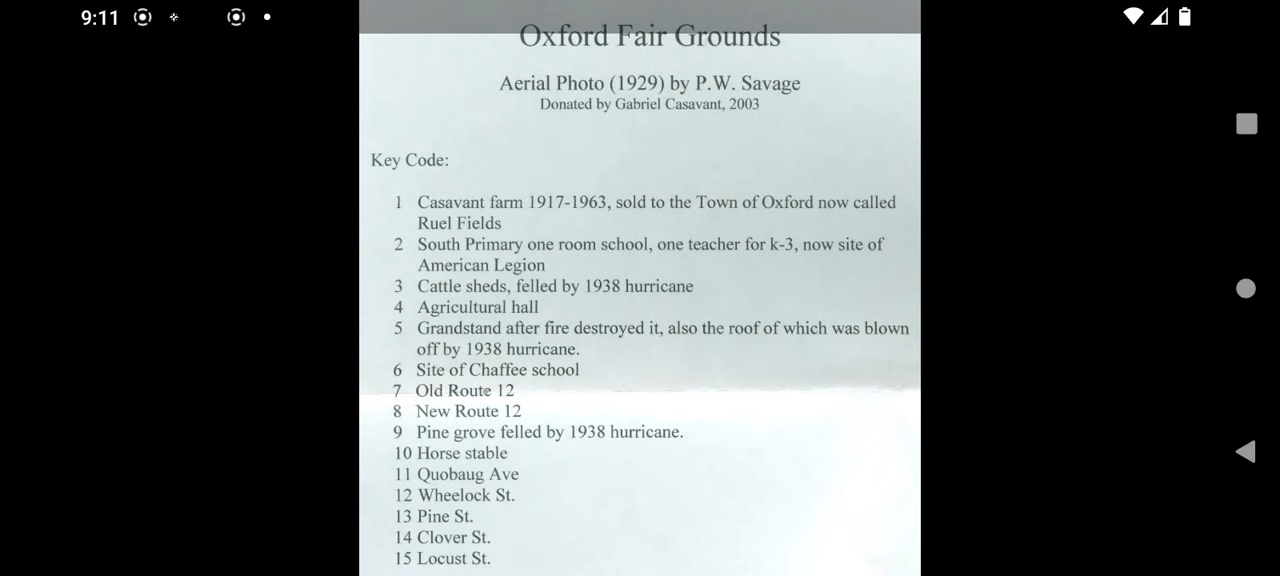 9:11
Oxford Fair Grounds
Aerial Photo (1929) by P.W. Savage
Donated by Gabriel Casavant, 2003
Key Code:
1 Casavant farm 1917-1963, sold to the Town of Oxford now called
Ruel Fields
2 South Primary one room school, one teacher for k-3, now site of
American Legion
3 Cattle sheds, felled by 1938 hurricane
4 Agricultural hall
5 Grandstand after fire destroyed it, also the roof of which was blown
off by 1938 hurricane.
6 Site of Chaffee school
7 Old Route 12
8 New Route 12
9 Pine grove felled by 1938 hurricane.
10 Horse stable
11 Quobaug Ave
12 Wheelock St.
13 Pine St.
14 Clover St.
15 Locust St.